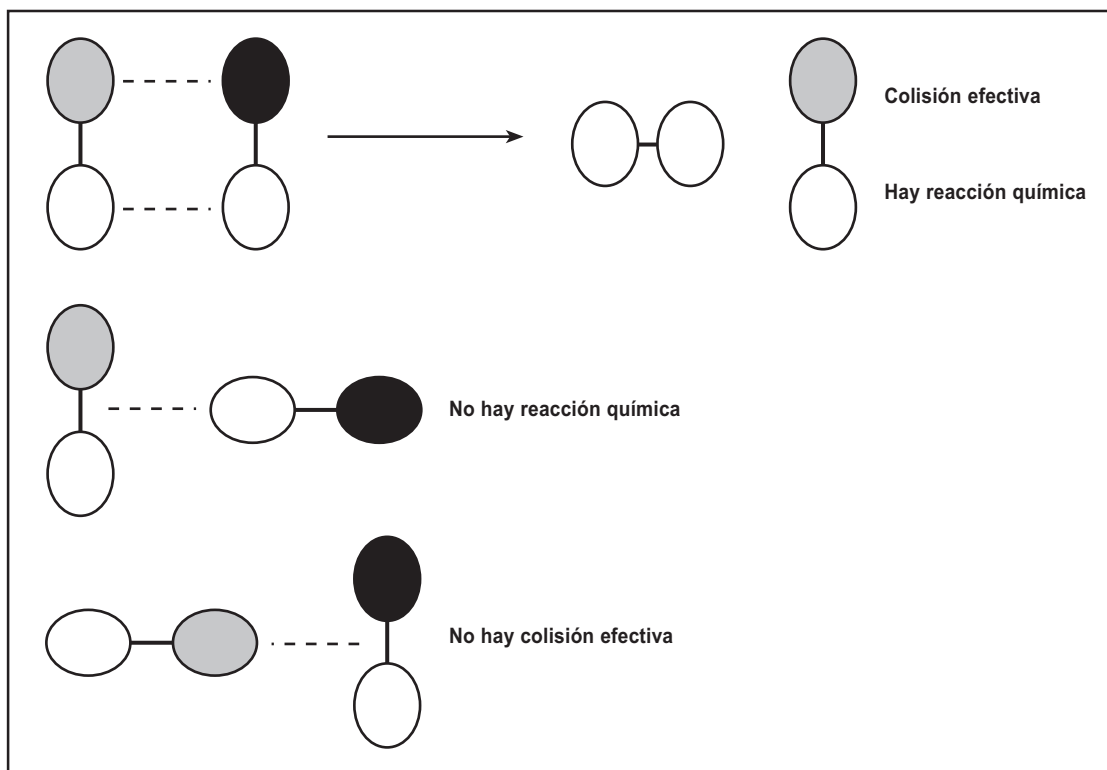 Colisión efectiva
Hay reacción química
No hay reacción química
No hay colisión efectiva